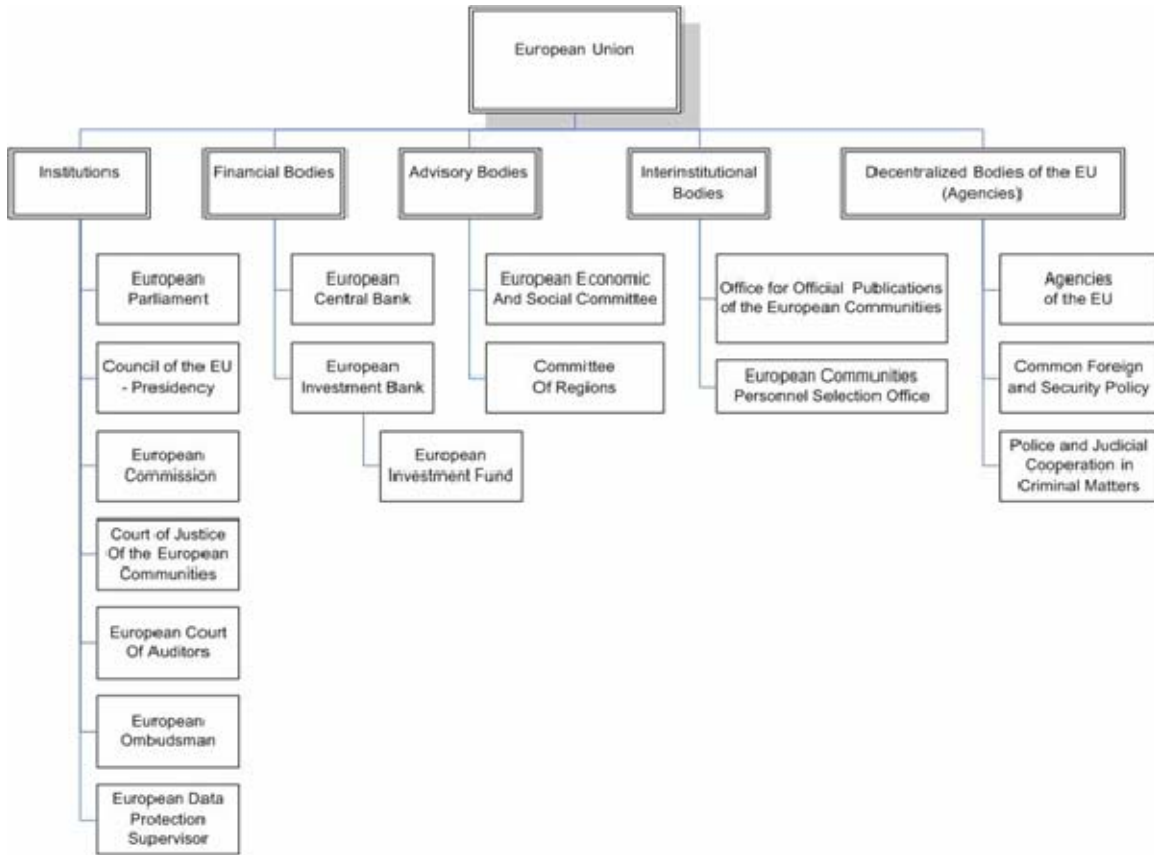 European Union
Institutions
Financial Bodies
Advisory Bodies
Interinstitutional
Bodies
Decentralized Bodies of the EU
(Agencies)
European
Parliament
Council of the EU
- Presidency
European
Commission
Court of Justice
Of the European
Communities
European Court
Of Auditors
European
Ombudsman
European Data
Protection
Supervisor
European
Central Bank
European
Investment Bank
European
Investment Fund
European Economic
And Social Committee
Committee
Of Regions
Office for Official Publications
of the European Communities
European Communities
Personnel Selection Office
Agencies
of the EU
Common Foreign
and Security Policy
Police and Judicial
Cooperation in
Criminal Matters